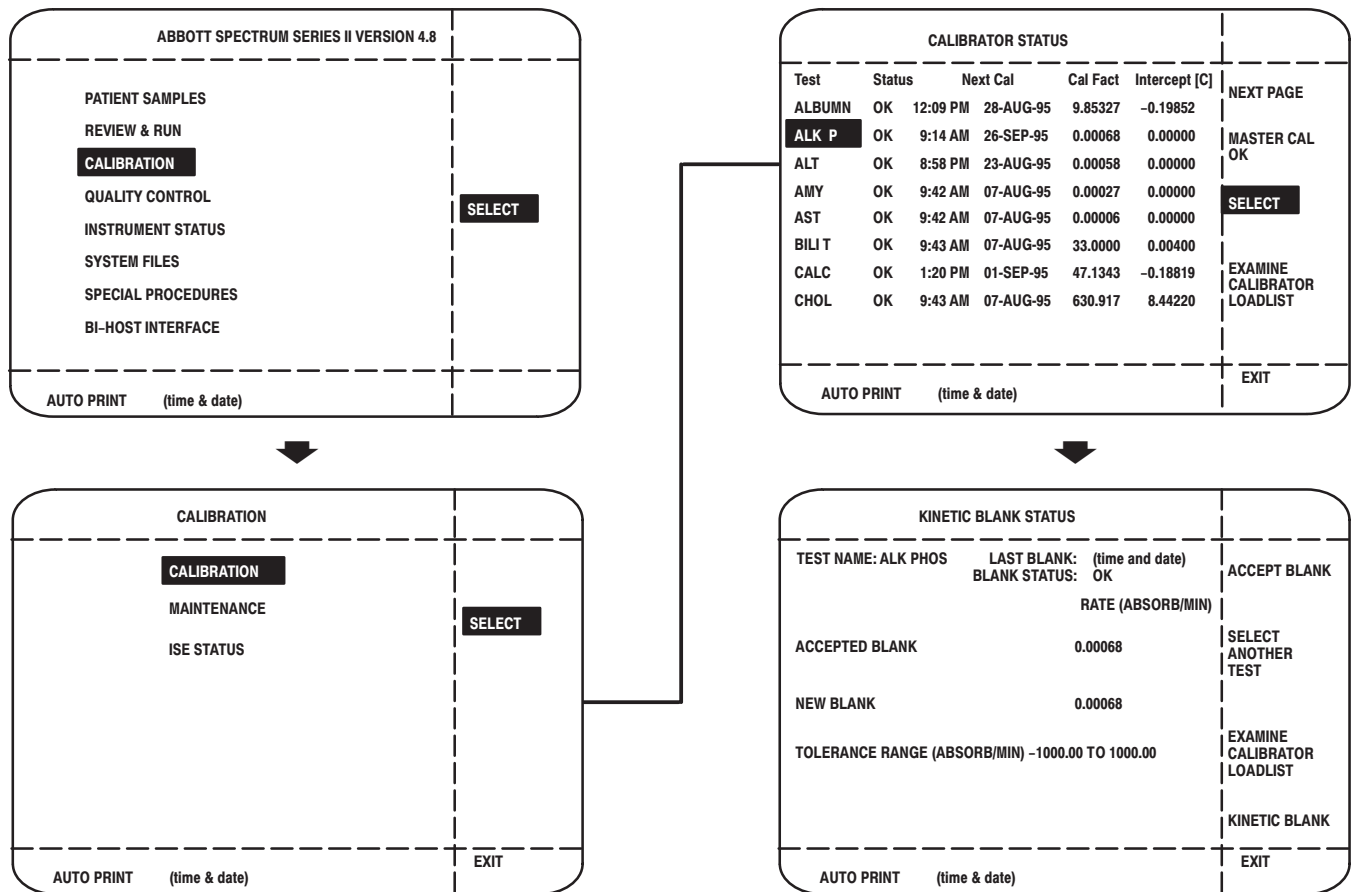 ABBOTT SPECTRUM SERIES II VERSION 4.8
PATIENT SAMPLES
REVIEW & RUN
CALIBRATION
QUALITY CONTROL
INSTRUMENT STATUS
SYSTEM FILES
SPECIAL PROCEDURES
BI-HOST INTERFACE
SELECT
AUTO PRINT (time & date)
CALIBRATION
CALIBRATION
MAINTENANCE
ISE STATUS
SELECT
EXIT
AUTO PRINT (time & date)
CALIBRATOR STATUS
Test Status Next Cal Cal Fact Intercept [C]
ALBUMN OK 12:09 PM 28-AUG-95 9.85327 -0.19852
ALK P OK 9:14 AM 26-SEP-95 0.00068 0.00000
ALT OK 8:58 PM 23-AUG-95 0.00058 0.00000
AMY OK 9:42 AM 07-AUG-95 0.00027 0.00000
AST OK 9:42 AM 07-AUG-95 0.00006 0.00000
BILI T OK 9:43 AM 07-AUG-95 33.0000 0.00400
CALC OK 1:20 PM 01-SEP-95 47.1343 -0.18819
CHOL OK 9:43 AM 07-AUG-95 630.917 8.44220
NEXT PAGE
MASTER CAL
OK
SELECT
EXAMINE
CALIBRATOR
LOADLIST
EXIT
AUTO PRINT (time & date)
KINETIC BLANK STATUS
TEST NAME: ALK PHOS LAST BLANK: (time and date)
BLANK STATUS: OK
RATE (ABSORB/MIN)
ACCEPTED BLANK 0.00068
NEW BLANK 0.00068
TOLERANCE RANGE (ABSORB/MIN) -1000.00 TO 1000.00
ACCEPT BLANK
SELECT
ANOTHER
TEST
EXAMINE
CALIBRATOR
LOADLIST
KINETIC BLANK
EXIT
AUTO PRINT (time & date)